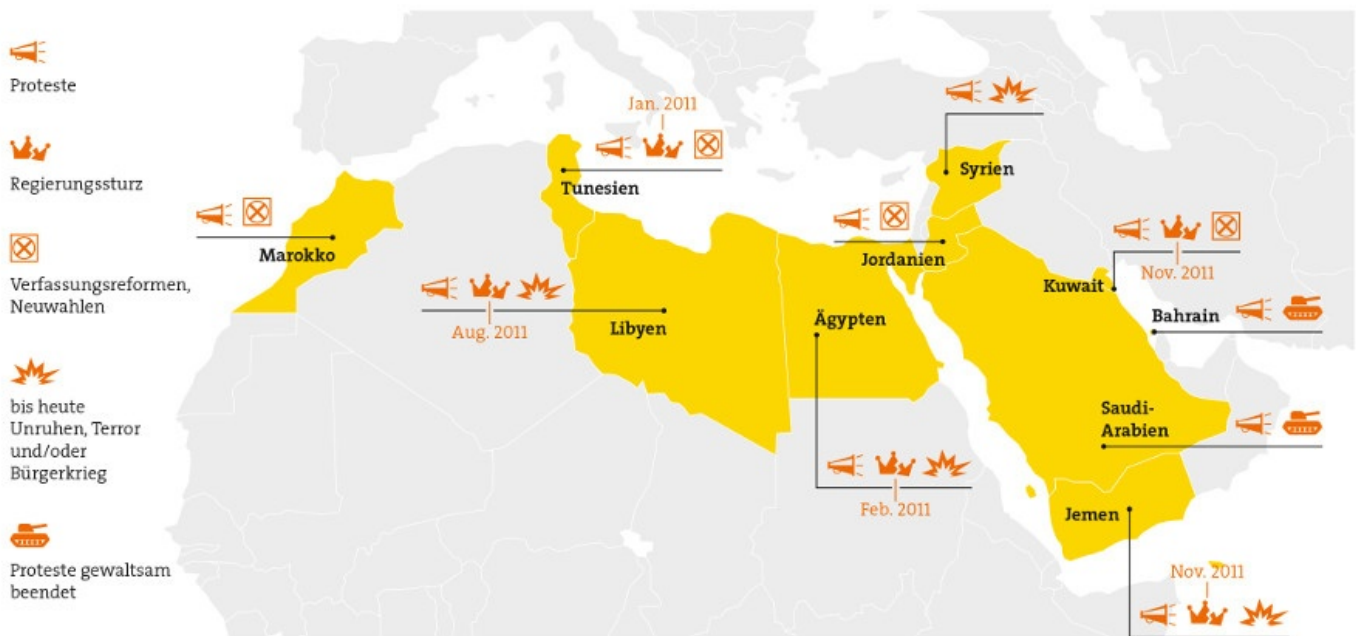 Proteste
Regierungssturz
Verfassungsreformen,
Neuwahlen
bis heute
Unruhen, Terror
und/oder
Bürgerkrieg
Proteste gewaltsam
beendet
Marokko
Jan. 2011
Tunesien
Aug. 2011
Libyen
Ägypten
Feb. 2011
Syrien
Jordanien
Kuwait
Nov. 2011
Bahrain
Saudi-
Arabien
Jemen
Nov. 2011